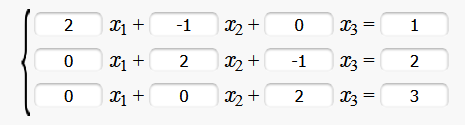 2 x₁ + -1 x₂ + 0 x₃ = 1
0 x₁ + 2 x₂ + -1 x₃ = 2
0 x₁ + 0 x₂ + 2 x₃ = 3